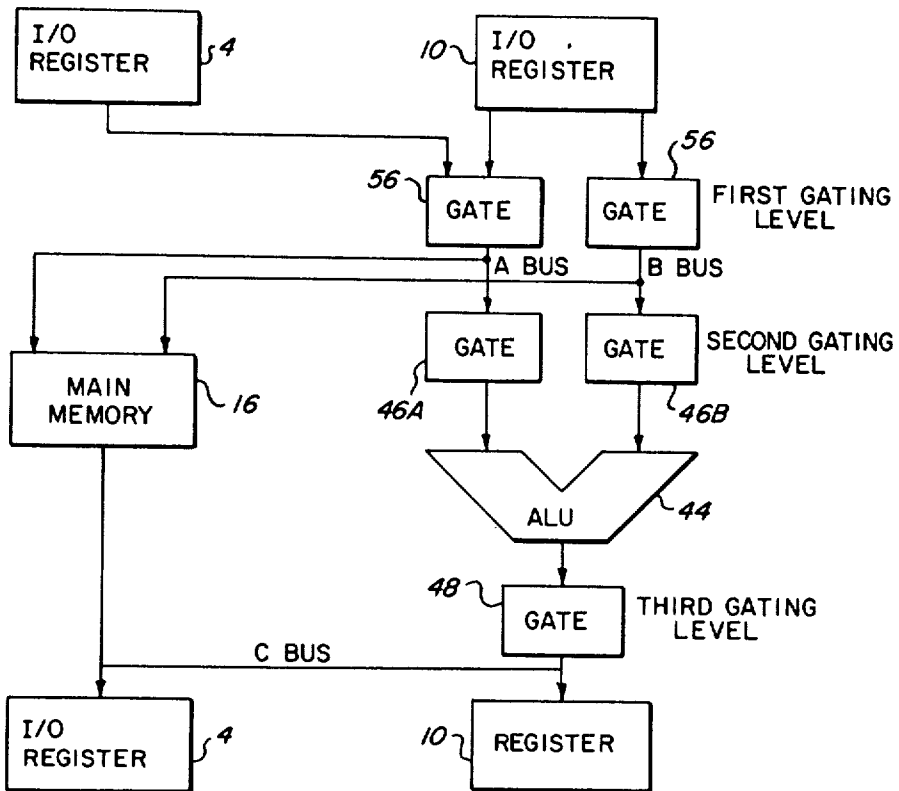 I/O
REGISTER
4
10
I/O
REGISTER
56
GATE
56
GATE
FIRST GATING
LEVEL
A BUS
B BUS
MAIN
MEMORY
16
GATE
46A
GATE
46B
SECOND GATING
LEVEL
ALU
44
48
GATE
THIRD GATING
LEVEL
C BUS
I/O
REGISTER
4
10
REGISTER